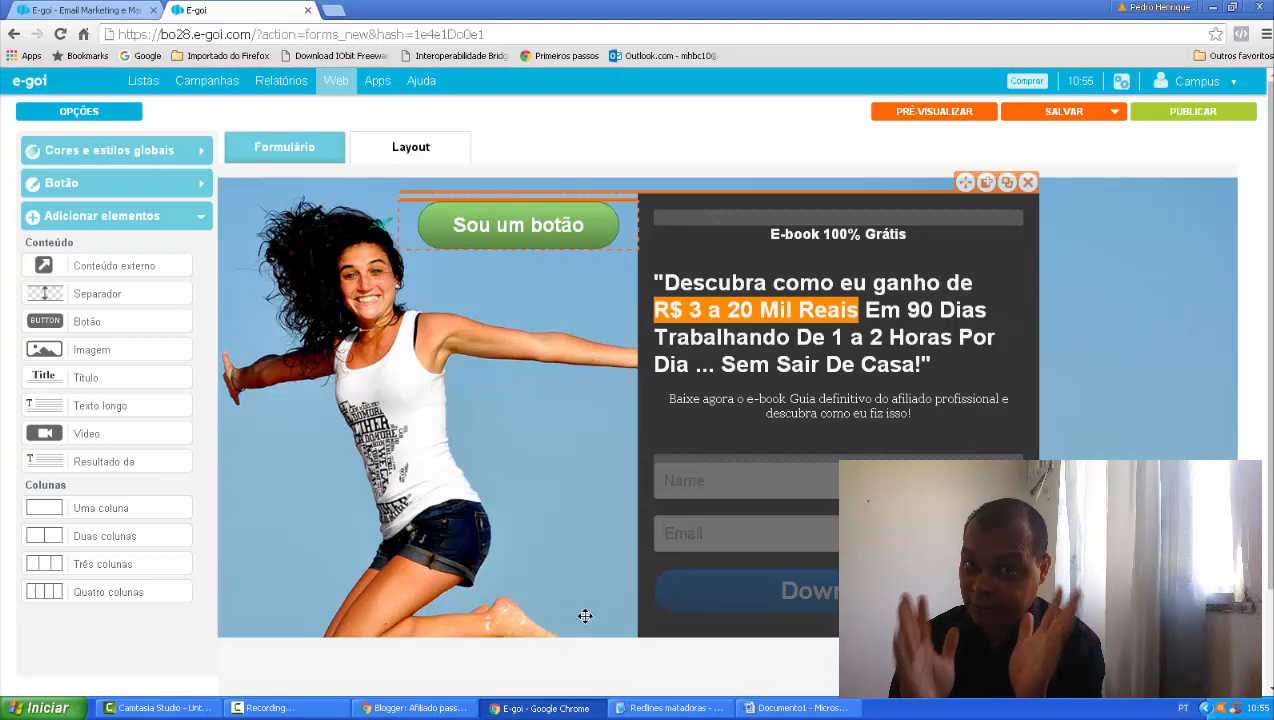 E-goi - Email Marketing e Ma
E-goi
Pedro Henrique
https://bo28.e-goi.com/?action=forms_new&hash=1e4e1Do0e1
Apps
Bookmarks
Google
Importado do Firefox
Download IObit Freewar
Interoperabilidade Bridg
Primeiros passos
Outlook.com - mhbc10@
Outros favoritos
e-goi
Listas
Campanhas
Relatórios
Web
Apps
Ajuda
Comprar
10:55
Campus
OPÇÕES
PRÉ-VISUALIZAR
SALVAR
PUBLICAR
Cores e estilos globais
Botão
Adicionar elementos
Formulário
Layout
Conteúdo
Conteúdo externo
Separador
BUTTON
Botão
Imagem
Title
Título
Texto longo
Vídeo
Resultado da
Colunas
Uma coluna
Duas colunas
Três colunas
Quatro colunas
Sou um botão
E-book 100% Grátis
"Descubra como eu ganho de
R$ 3 a 20 Mil Reais Em 90 Dias
Trabalhando De 1 a 2 Horas Por
Dia ... Sem Sair De Casa!"
Baixe agora o e-book Guia definitivo do afiliado profissional e
descubra como eu fiz isso!
Name
Email
Down
Iniciar
Camtasia Studio - Unt...
Recording...
Blogger: Afiliado pass...
E-goi - Google Chrome
Redlines matadoras - ...
Documento1 - Micros...
PT
10:55